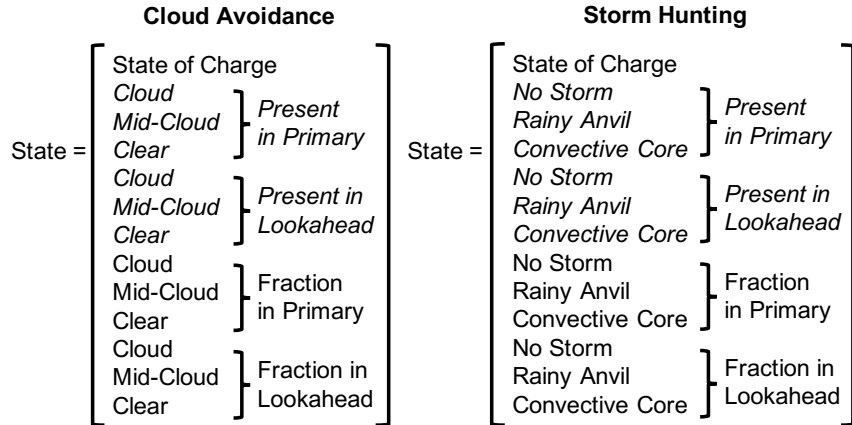 Cloud Avoidance
State =
State of Charge
Cloud
Mid-Cloud
Clear
Present
in Primary
Cloud
Mid-Cloud
Clear
Present in
Lookahead
Cloud
Mid-Cloud
Clear
Fraction
in Primary
Cloud
Mid-Cloud
Clear
Fraction in
Lookahead
Storm Hunting
State =
State of Charge
No Storm
Rainy Anvil
Convective Core
Present
in Primary
No Storm
Rainy Anvil
Convective Core
Present in
Lookahead
No Storm
Rainy Anvil
Convective Core
Fraction
in Primary
No Storm
Rainy Anvil
Convective Core
Fraction in
Lookahead